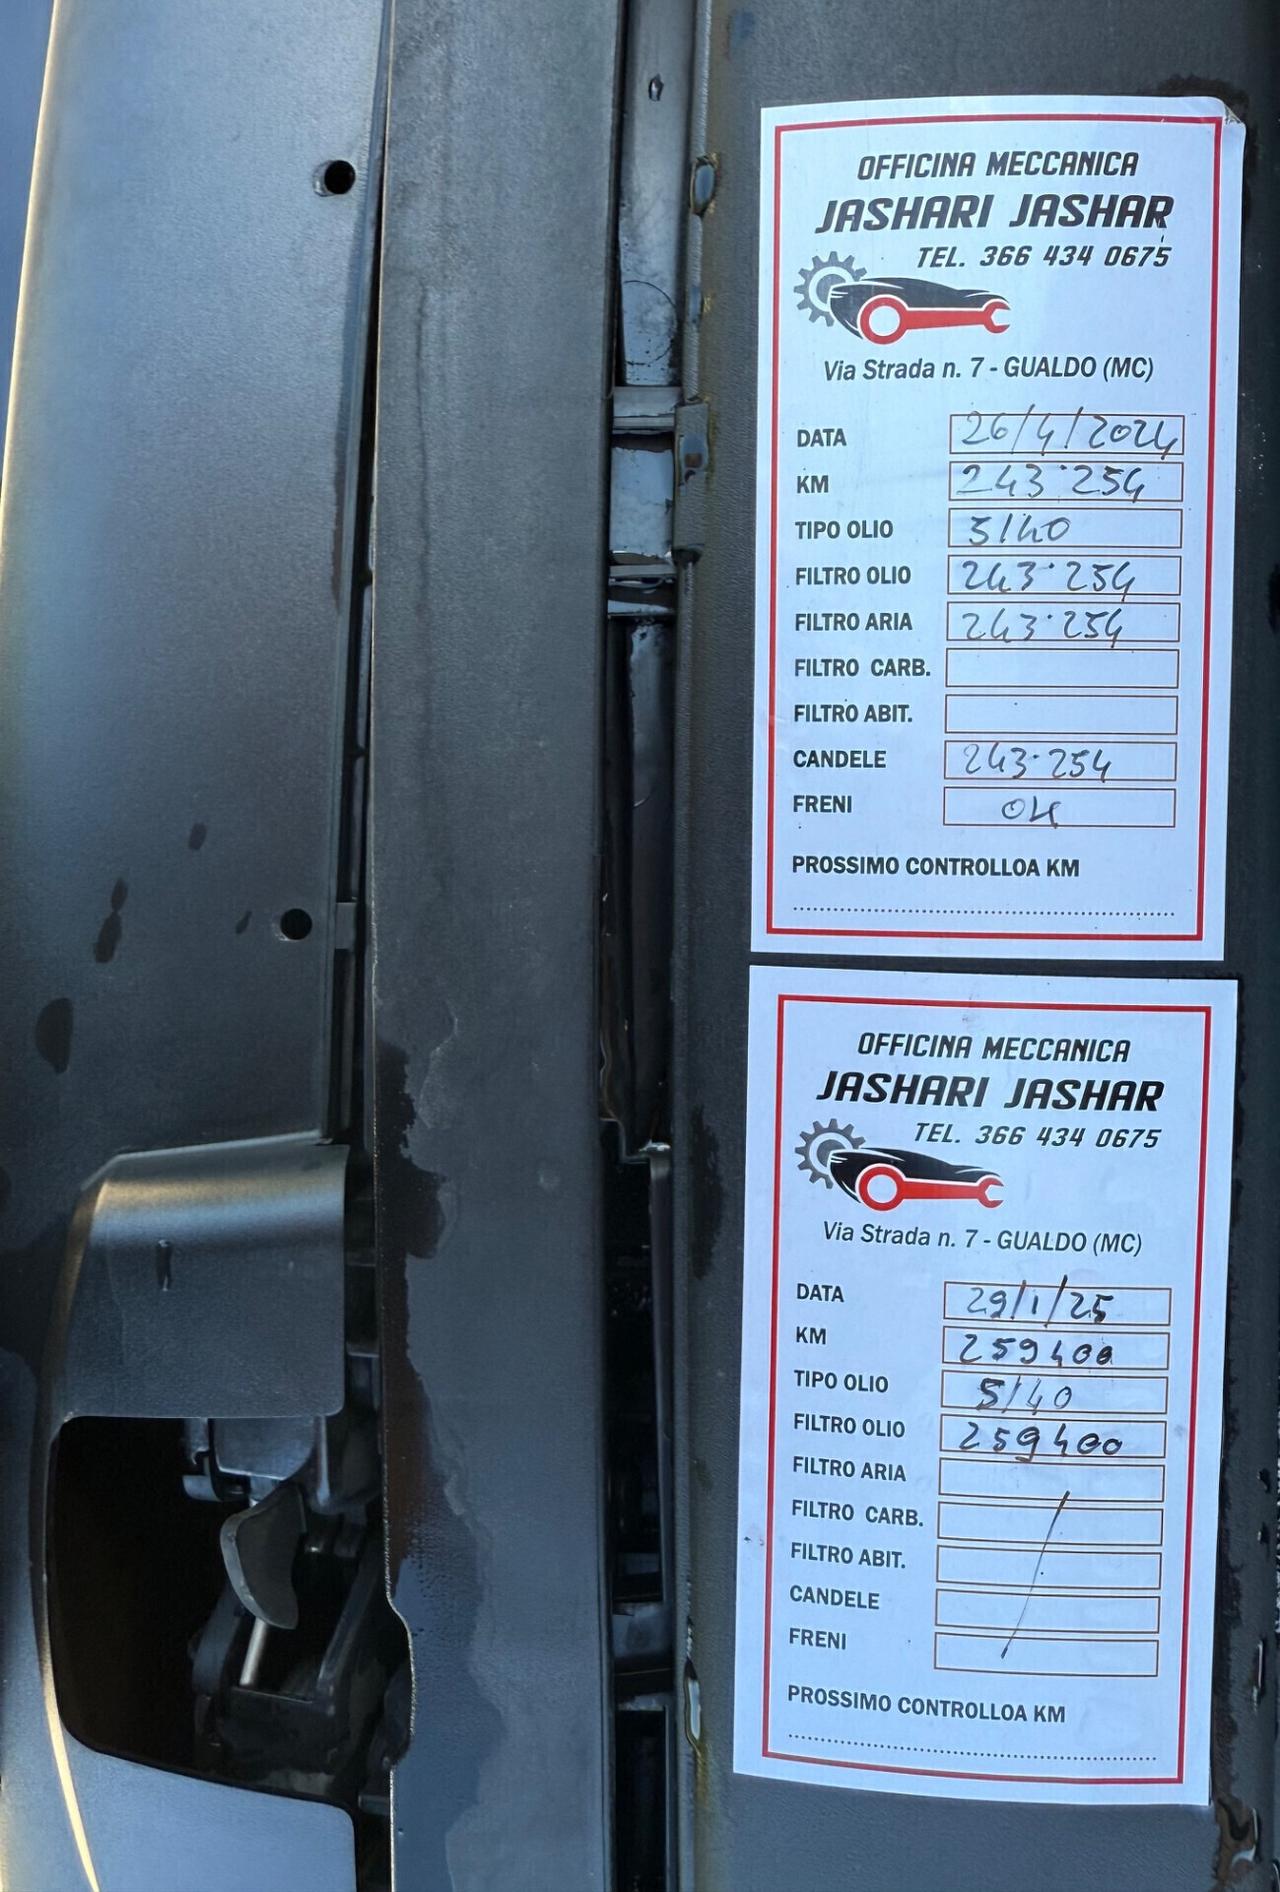 OFFICINA MECCANICA
JASHARI JASHAR
TEL. 366 434 0675
Via Strada n. 7 - GUALDO (MC)
DATA 26/4/2024
KM 243.254
TIPO OLIO 5/40
FILTRO OLIO 243.254
FILTRO ARIA 243.254
FILTRO CARB.
FILTRO ABIT.
CANDELE 243.254
FRENI OK
PROSSIMO CONTROLLOA KM
OFFICINA MECCANICA
JASHARI JASHAR
TEL. 366 434 0675
Via Strada n. 7 - GUALDO (MC)
DATA 29/1/25
KM 259400
TIPO OLIO 5/40
FILTRO OLIO 259400
FILTRO ARIA
FILTRO CARB.
FILTRO ABIT.
CANDELE
FRENI
PROSSIMO CONTROLLOA KM